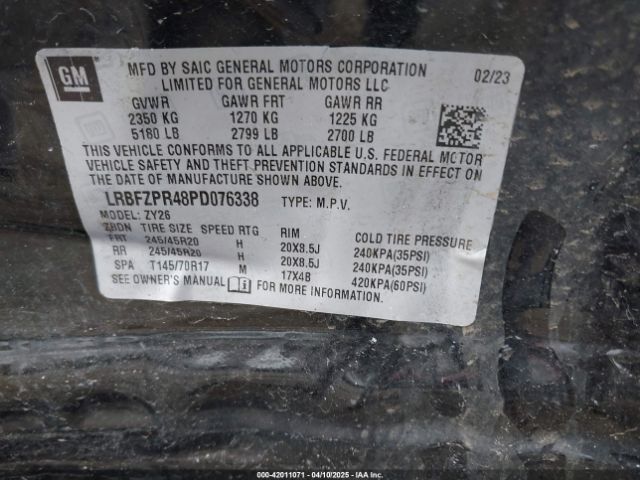 GM
MFD BY SAIC GENERAL MOTORS CORPORATION
LIMITED FOR GENERAL MOTORS LLC
02/23
GVWR GAWR FRT GAWR RR
2350 KG 1270 KG 1225 KG
5180 LB 2799 LB 2700 LB
THIS VEHICLE CONFORMS TO ALL APPLICABLE U.S. FEDERAL MOTOR
VEHICLE SAFETY AND THEFT PREVENTION STANDARDS IN EFFECT ON THE
DATE OF MANUFACTURE SHOWN ABOVE.
LRBFZPR48PD076338 TYPE: M.P.V.
MODEL: ZY26
TIRE SIZE SPEED RTG RIM COLD TIRE PRESSURE
FRT 245/45R20 H 20X8.5J 240KPA(35PSI)
RR 245/45R20 H 20X8.5J 240KPA(35PSI)
SPA T145/70R17 M 17X4B 420KPA(60PSI)
SEE OWNER'S MANUAL FOR MORE INFORMATION.
000-42011071 - 04/10/2025 - IAAI.COM